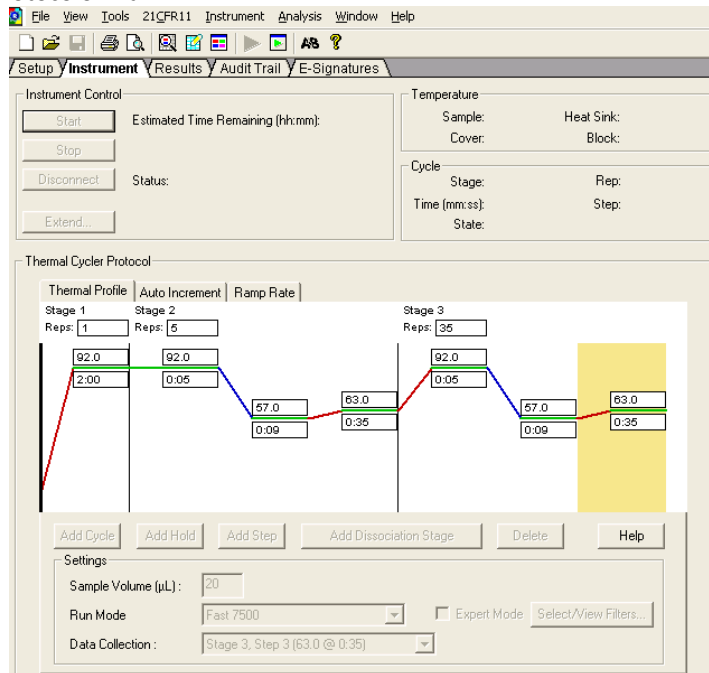 File View Tools 21CFR11 Instrument Analysis Window Help
Setup Instrument Results Audit Trail E-Signatures
Instrument Control
Start Estimated Time Remaining (hh:mm):
Stop
Disconnect Status:
Extend...
Temperature
Sample: Heat Sink:
Cover: Block:
Cycle
Stage: Rep:
Time (mm:ss): Step:
State:
Thermal Cycler Protocol
Thermal Profile Auto Increment Ramp Rate
Stage 1 Stage 2 Stage 3
Reps: 1 Reps: 5 Reps: 35
92.0 92.0 92.0
2:00 0:05 0:05
57.0 63.0 57.0 63.0
0:09 0:35 0:09 0:35
Add Cycle Add Hold Add Step Add Dissociation Stage Delete Help
Settings
Sample Volume (µL) : 20
Run Mode Fast 7500 Expert Mode Select/View Filters...
Data Collection : Stage 3, Step 3 (63.0 @ 0:35)